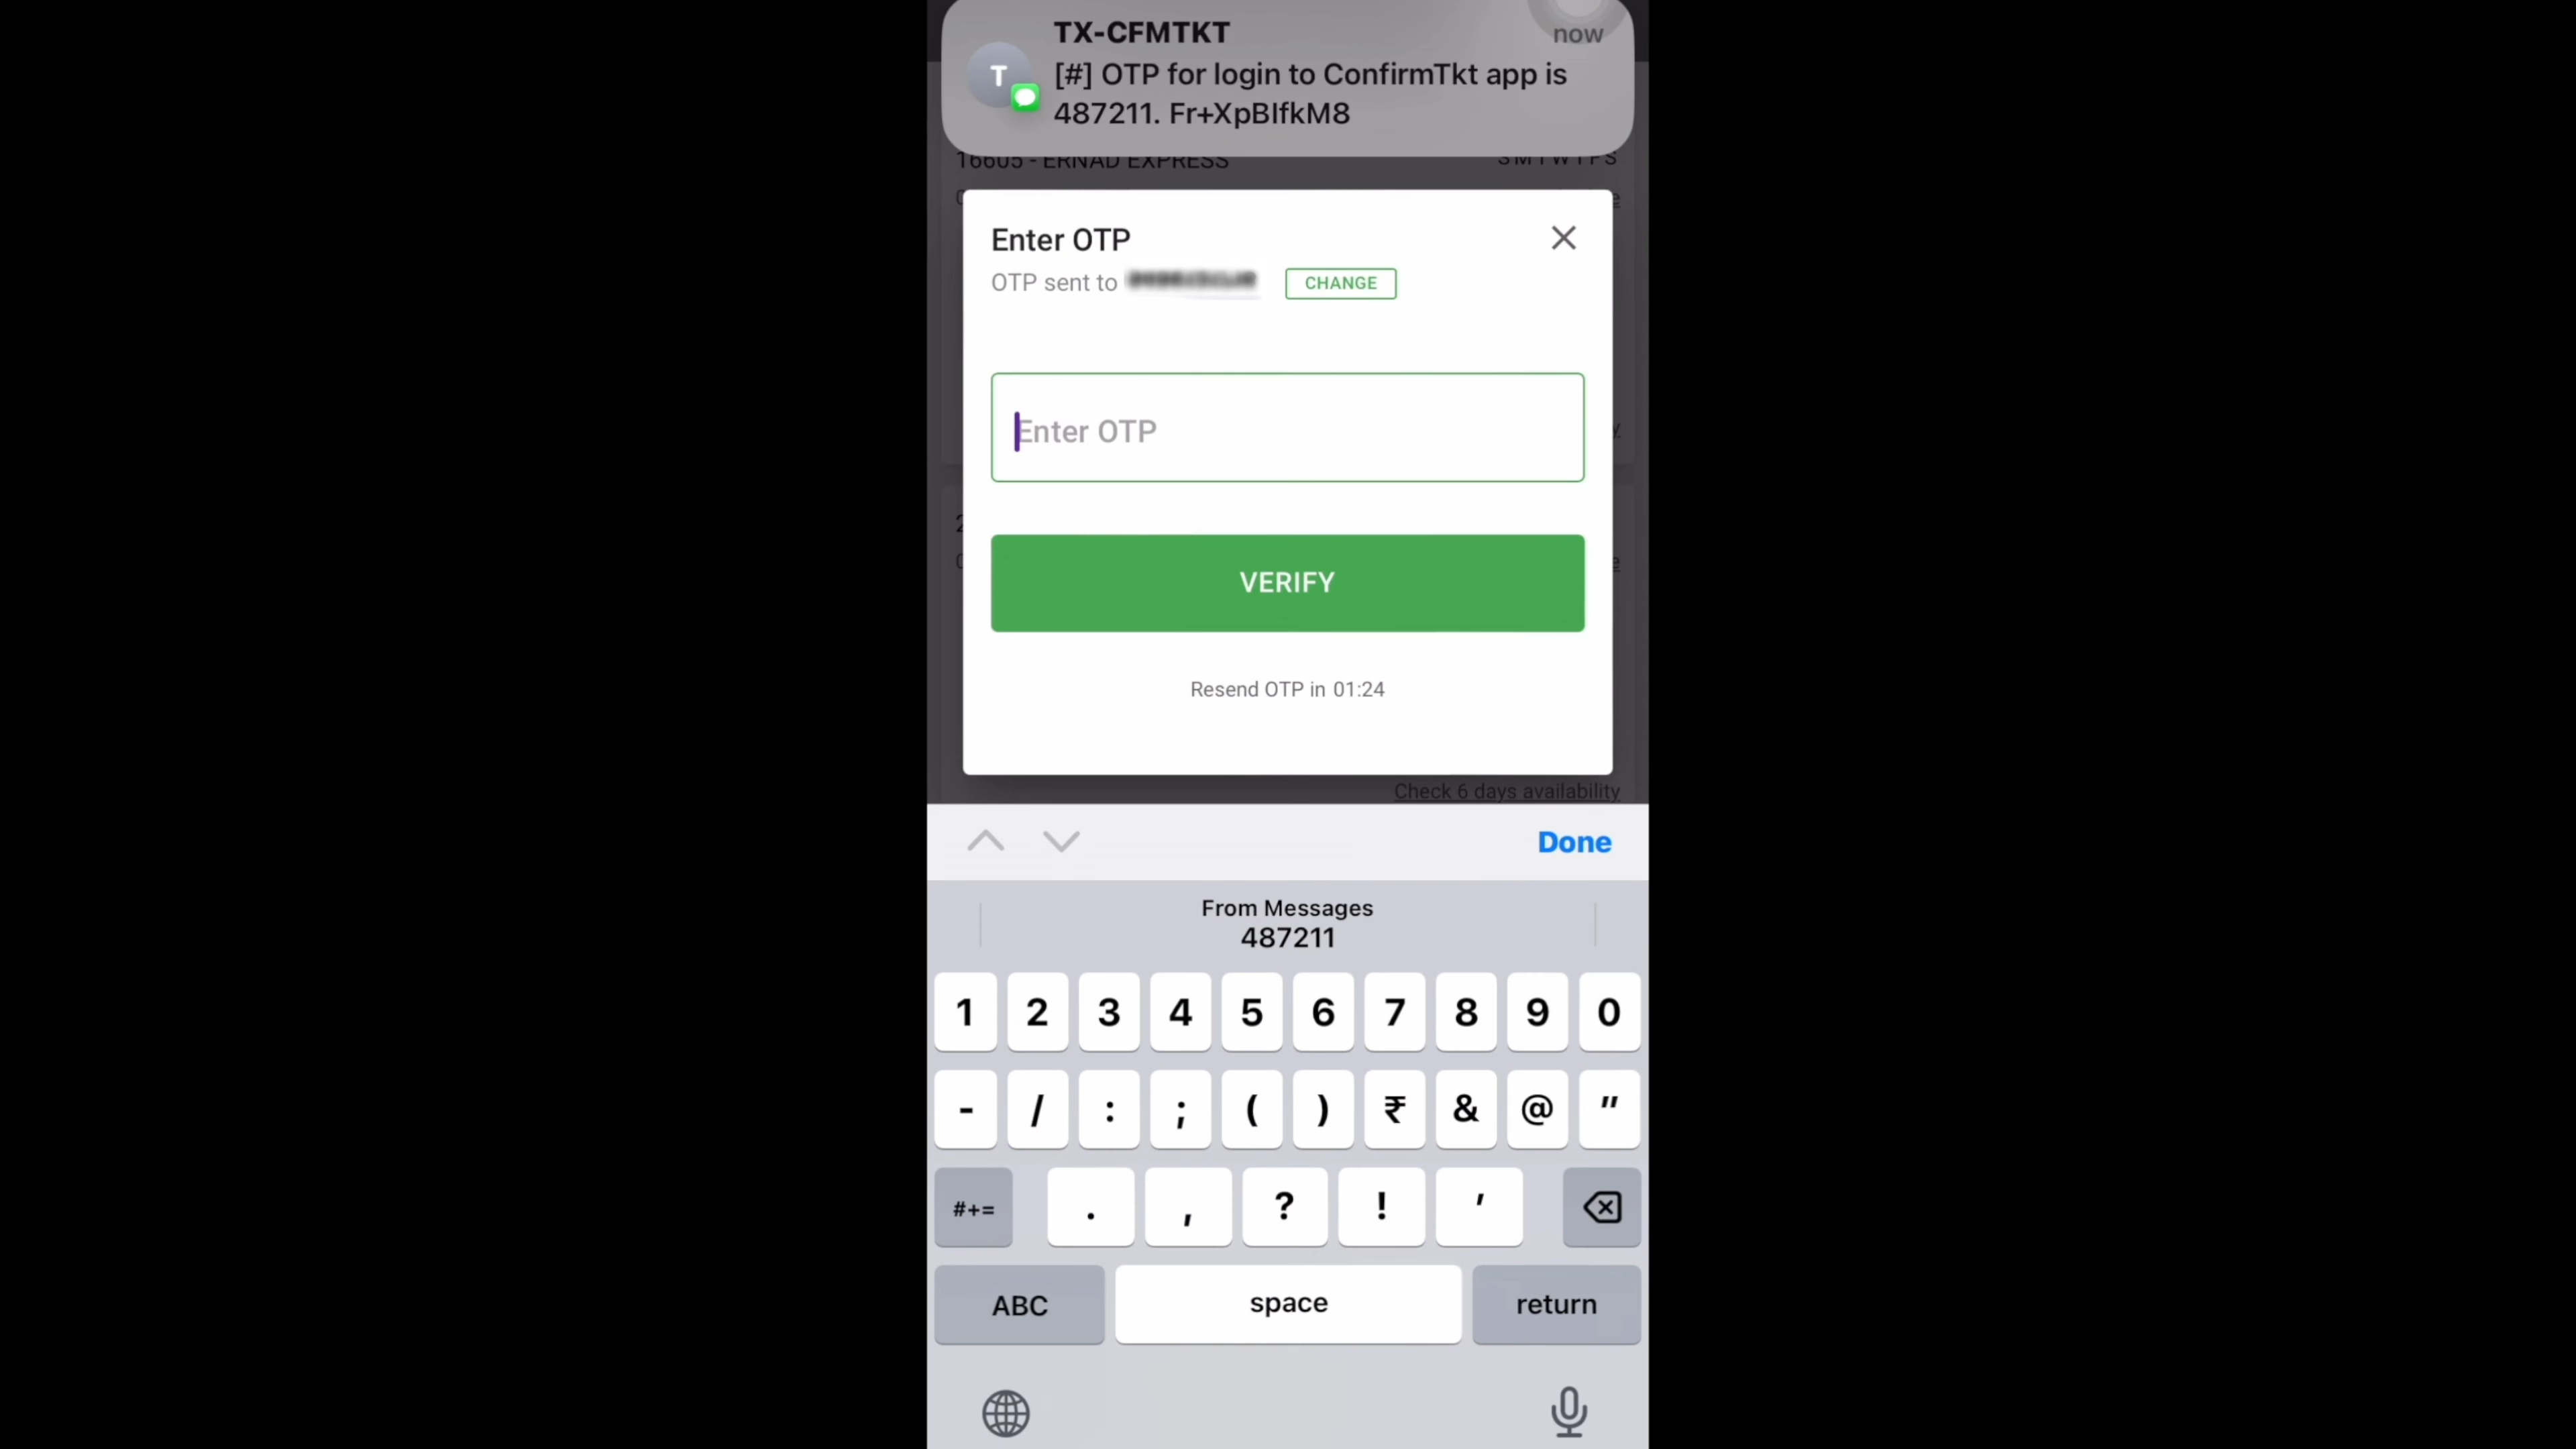 TX-CFMTKT
now
T
[#] OTP for login to ConfirmTkt app is
487211. Fr+XpBIfkM8
16605 - ERNAD EXPRESS
S M T W T F S
Enter OTP
OTP sent to
CHANGE
Enter OTP
VERIFY
Resend OTP in 01:24
Check 6 days availability
Done
From Messages
487211
1 2 3 4 5 6 7 8 9 0
- / : ; ( ) ₹ & @ "
#+= . , ? ! '
ABC space return